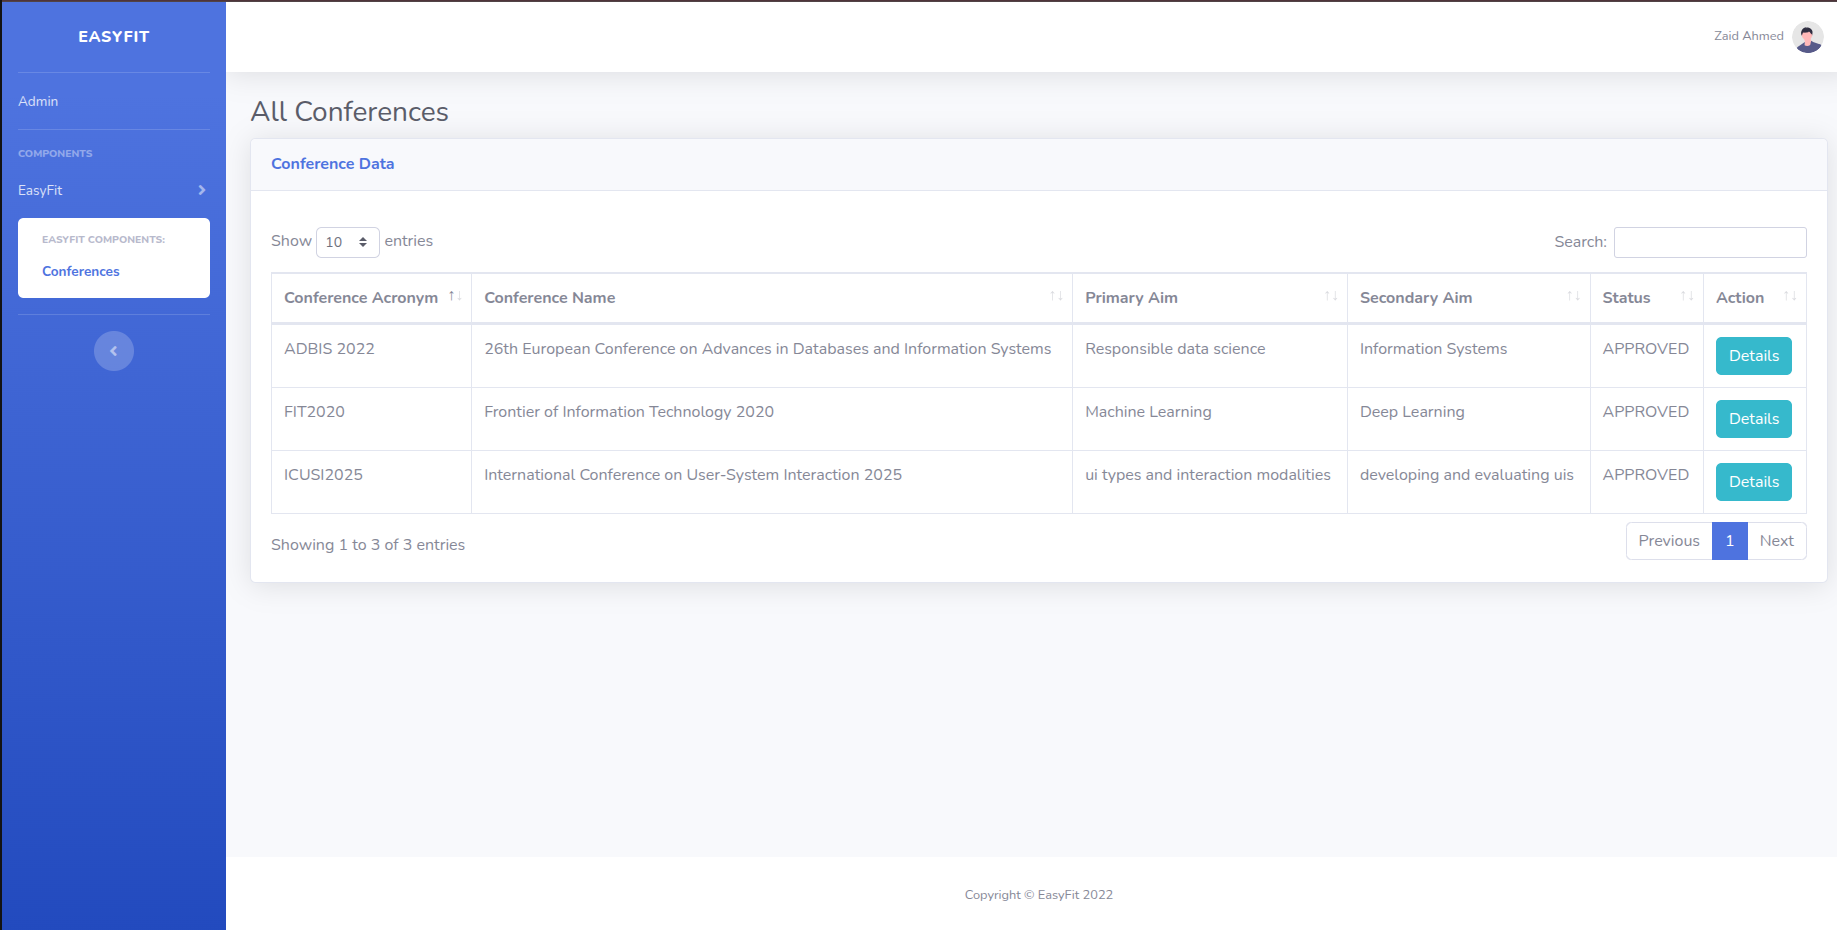 EASYFIT
Zaid Ahmed
Admin
COMPONENTS
EasyFit
EASYFIT COMPONENTS:
Conferences
All Conferences
Conference Data
Show 10 entries
Search:
Conference Acronym Conference Name Primary Aim Secondary Aim Status Action
ADBIS 2022 26th European Conference on Advances in Databases and Information Systems Responsible data science Information Systems APPROVED Details
FIT2020 Frontier of Information Technology 2020 Machine Learning Deep Learning APPROVED Details
ICUSI2025 International Conference on User-System Interaction 2025 ui types and interaction modalities developing and evaluating uis APPROVED Details
Showing 1 to 3 of 3 entries
Previous 1 Next
Copyright © EasyFit 2022